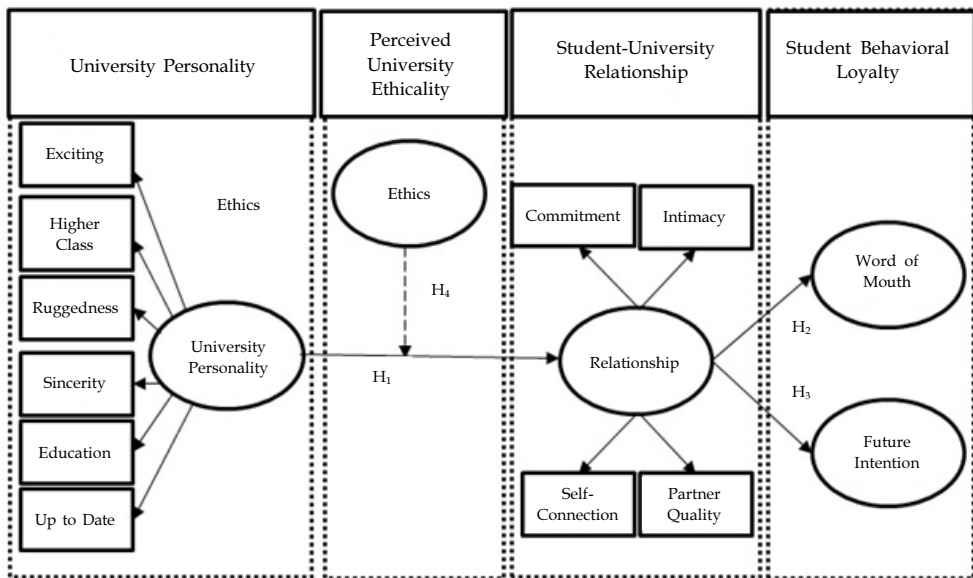 University Personality
Perceived
University
Ethicality
Student-University
Relationship
Student Behavioral
Loyalty
Exciting
Ethics
Higher
Class
Ruggedness
Sincerity
Education
Up to Date
University
Personality
H₁
Ethics
H₄
Commitment
Intimacy
Relationship
Self-
Connection
Partner
Quality
H₂
H₃
Word of
Mouth
Future
Intention